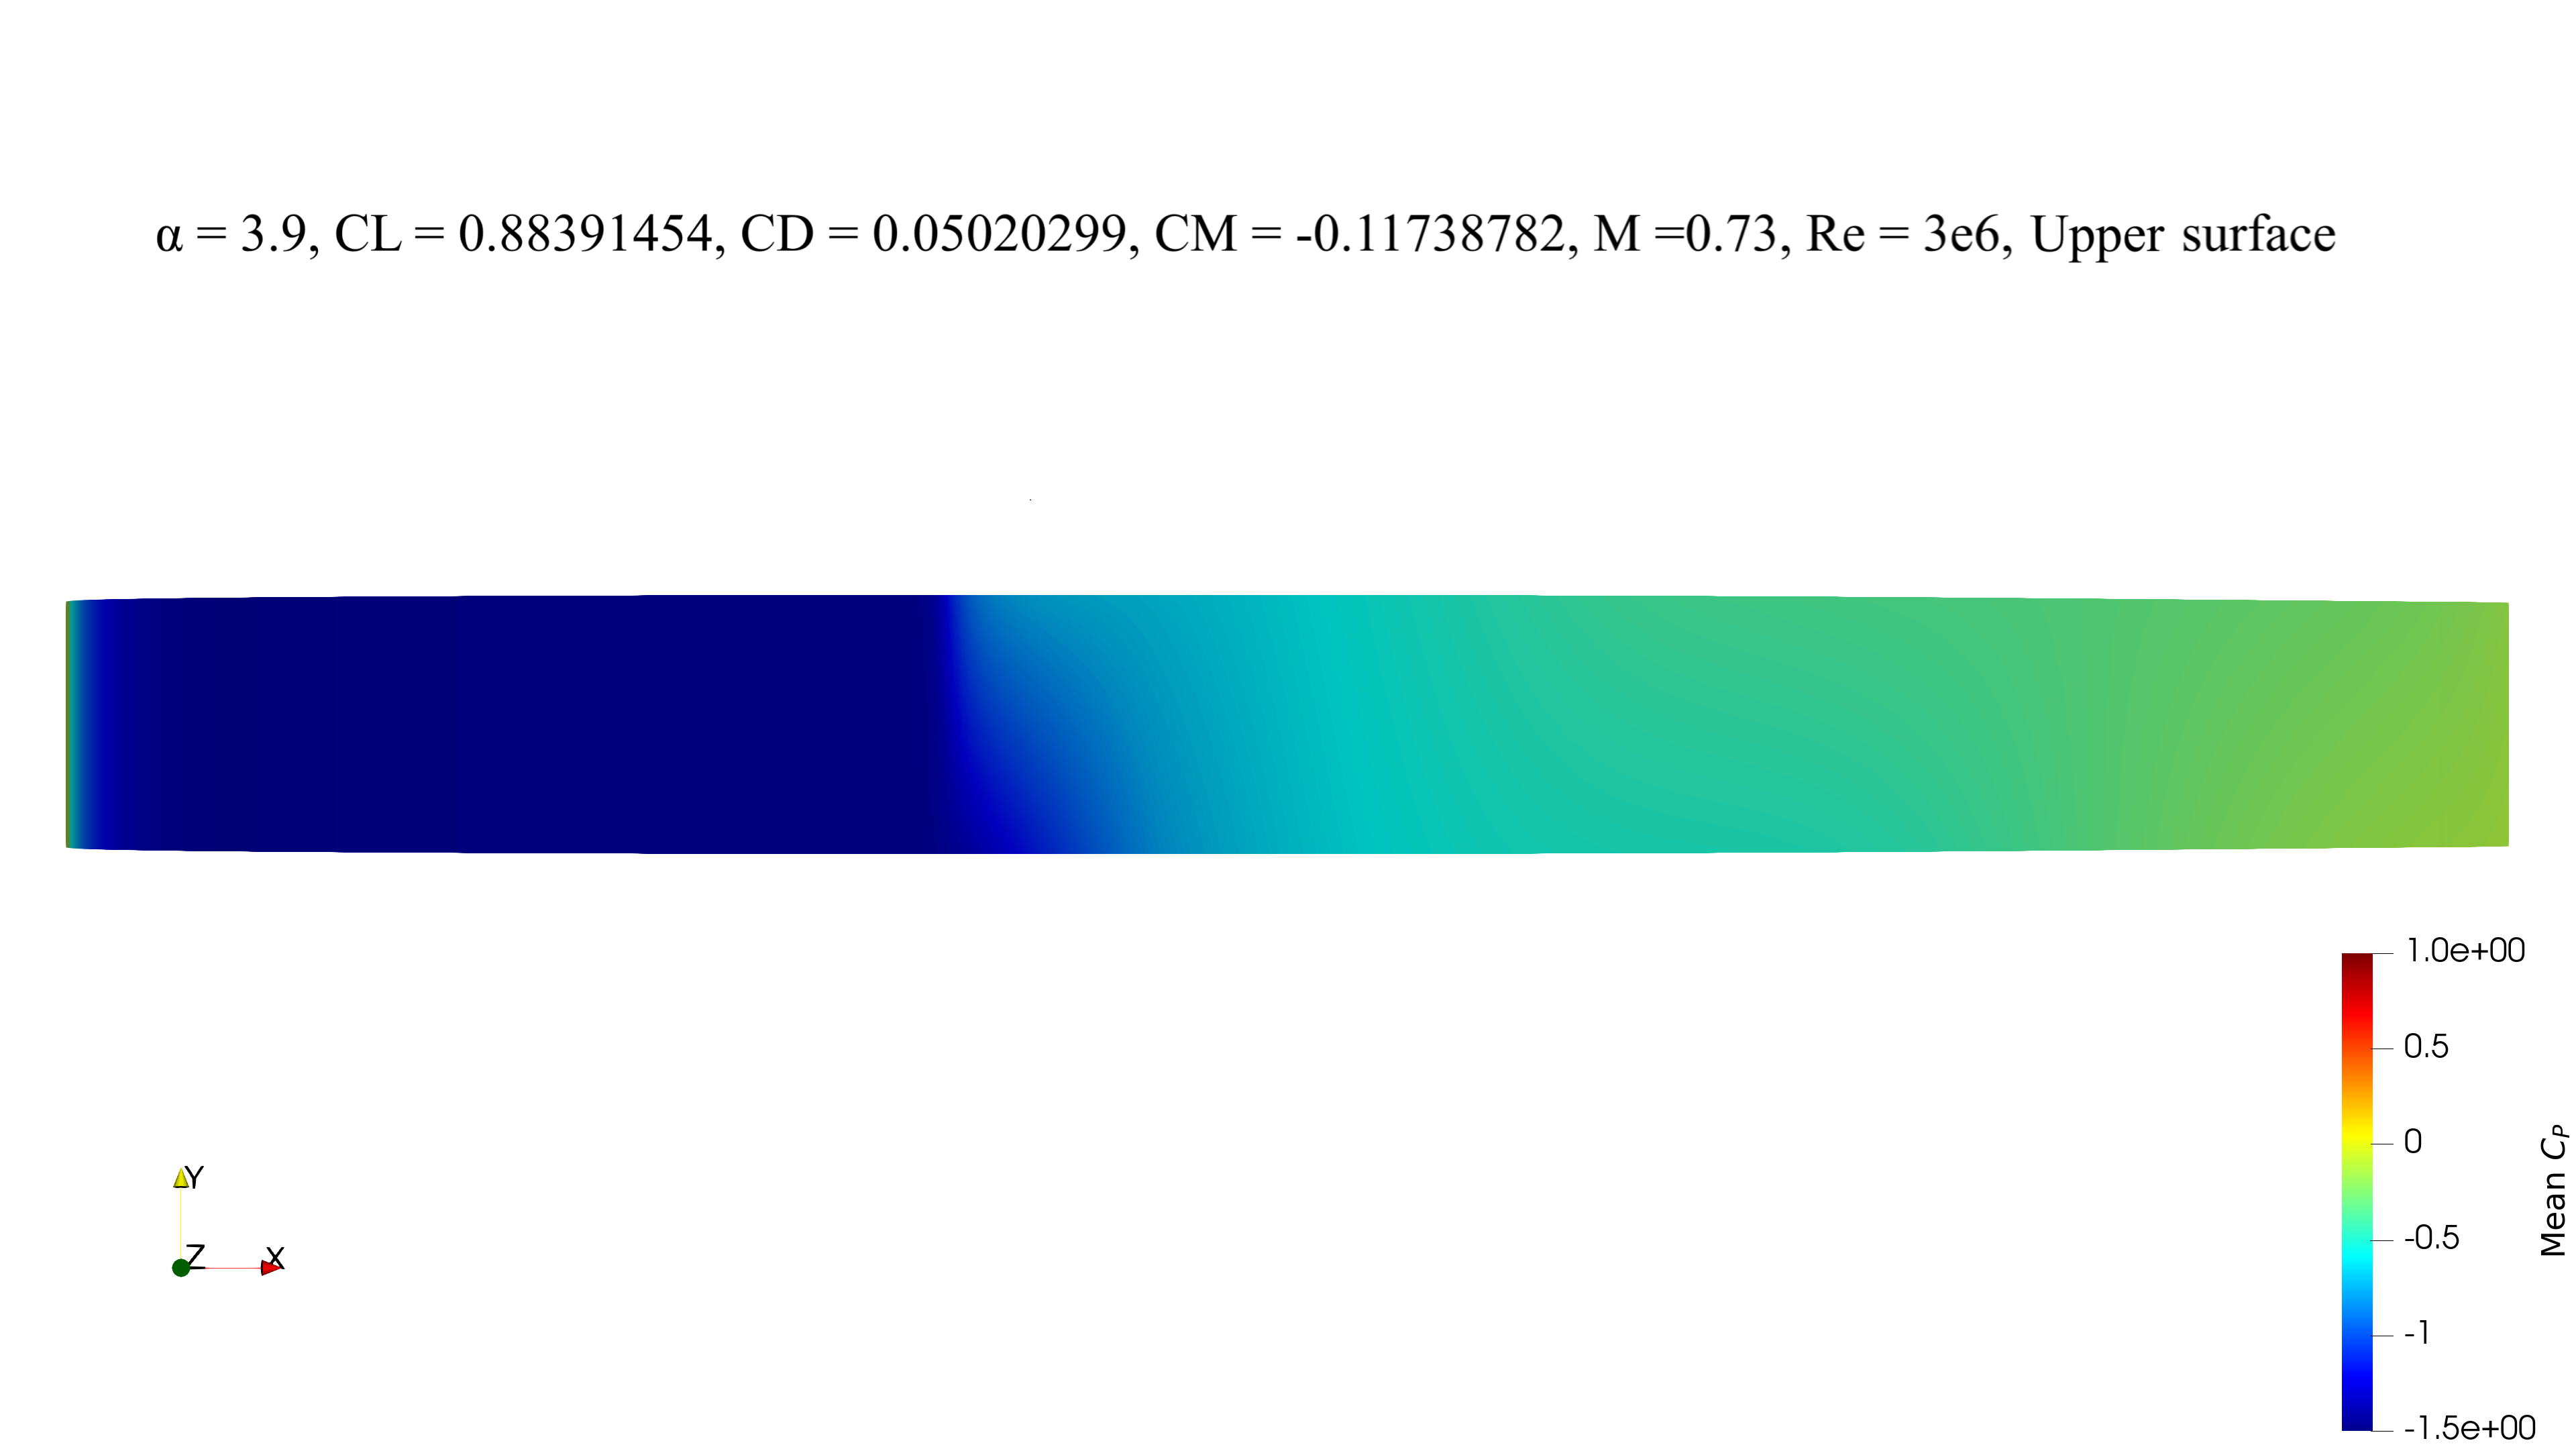 α = 3.9, CL = 0.88391454, CD = 0.05020299, CM = -0.11738782, M =0.73, Re = 3e6, Upper surface
1.0e+00
0.5
0
-0.5
-1
-1.5e+00
Mean C_P
Y
Z
X